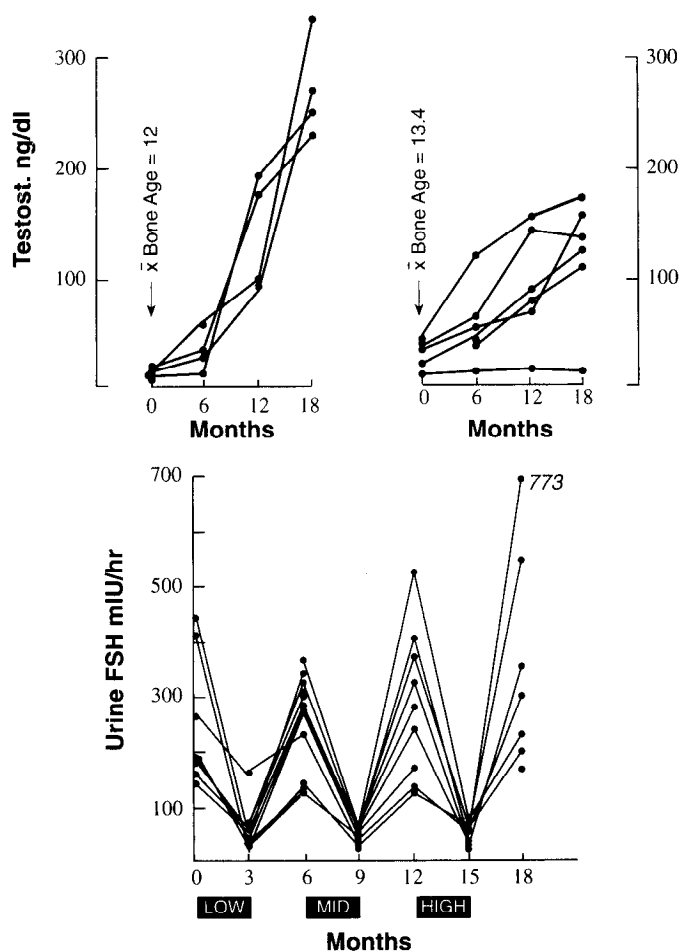 300
200
100
Testost. ng/dl
x̄ Bone Age = 12
0 6 12 18
Months
300
200
100
x̄ Bone Age = 13.4
0 6 12 18
Months
700
500
300
100
Urine FSH mIU/hr
773
0 3 6 9 12 15 18
LOW MID HIGH
Months